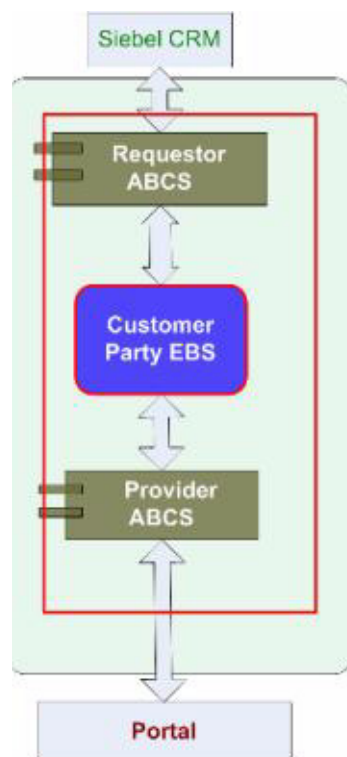 Siebel CRM
Requestor
ABCS
Customer
Party EBS
Provider
ABCS
Portal